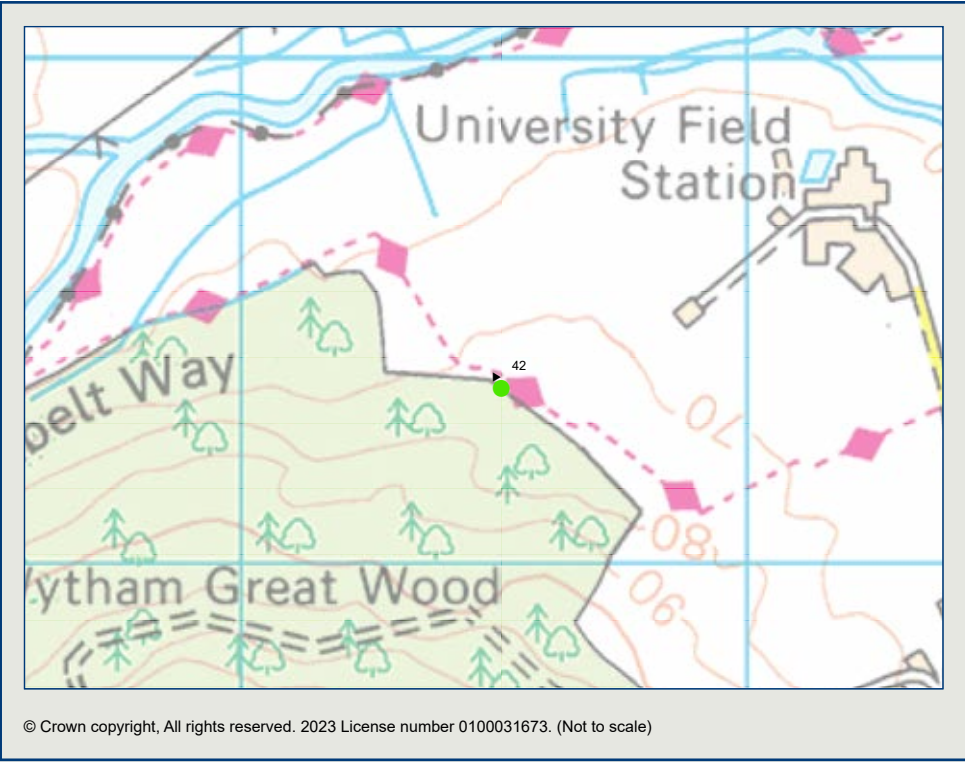 University Field
Station
belt Way
42
70
80
90
ytham Great Wood
© Crown copyright, All rights reserved. 2023 License number 0100031673. (Not to scale)